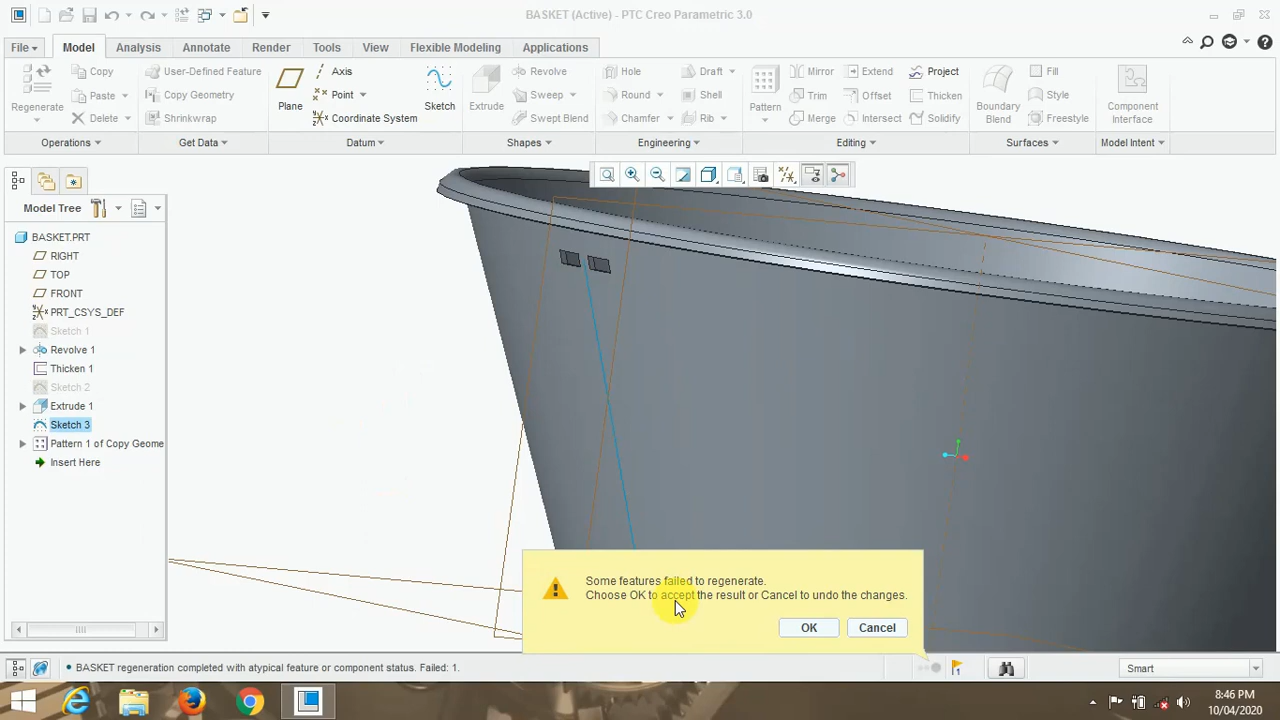 BASKET (Active) - PTC Creo Parametric 3.0
File Model Analysis Annotate Render Tools View Flexible Modeling Applications
Regenerate Copy Paste Delete
User-Defined Feature Copy Geometry Shrinkwrap
Plane Axis Point Coordinate System Sketch
Extrude Revolve Sweep Swept Blend
Hole Round Chamfer Draft Shell Rib
Pattern Mirror Trim Merge Extend Offset Intersect Project Thicken Solidify
Boundary Blend Fill Style Freestyle
Component Interface
Operations Get Data Datum Shapes Engineering Editing Surfaces Model Intent
Model Tree
BASKET.PRT
RIGHT
TOP
FRONT
PRT_CSYS_DEF
Sketch 1
Revolve 1
Thicken 1
Sketch 2
Extrude 1
Sketch 3
Pattern 1 of Copy Geome
Insert Here
Some features failed to regenerate.
Choose OK to accept the result or Cancel to undo the changes.
OK Cancel
BASKET regeneration completed with atypical feature or component status. Failed: 1.
Smart
8:46 PM
10/04/2020